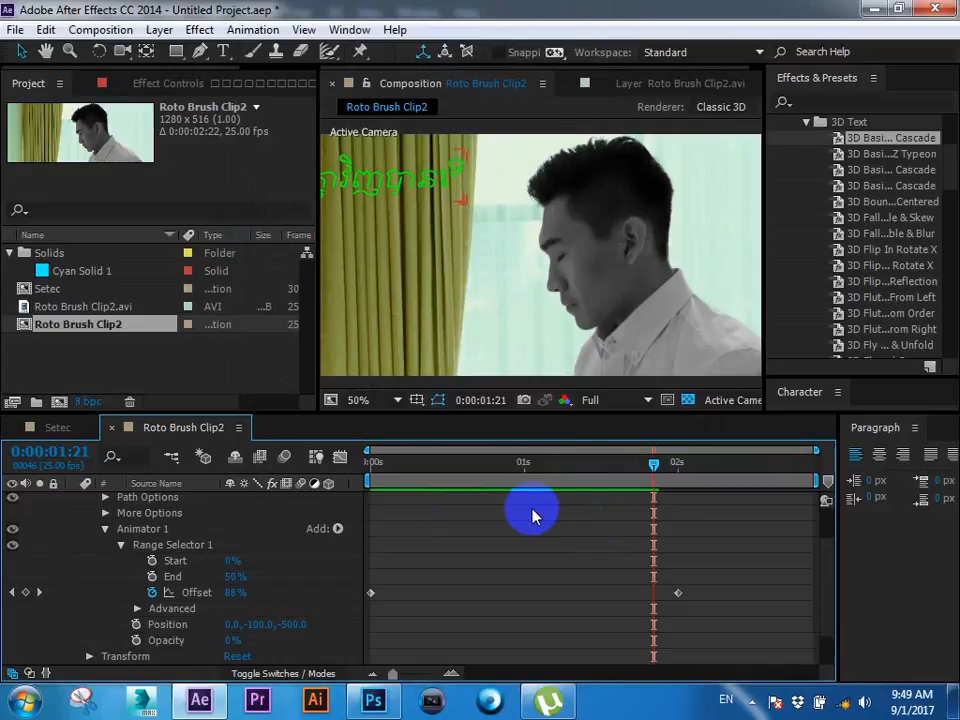 Adobe After Effects CC 2014 - Untitled Project.aep *
File Edit Composition Layer Effect Animation View Window Help
Snappi Workspace: Standard Search Help
Project Effect Controls
Composition Roto Brush Clip2 Layer Roto Brush Clip2.avi
Effects & Presets
Roto Brush Clip2
1280 x 516 (1.00)
Δ 0:00:02:22, 25.00 fps
Roto Brush Clip2 Renderer: Classic 3D
Active Camera
3D Text
3D Basi... Cascade
3D Basi...Z Typeon
3D Basi... Cascade
3D Basi... Cascade
3D Boun...Centered
3D Fall...le & Skew
3D Fall...ble & Blur
3D Flip In Rotate X
3D Flip... Rotate X
3D Flip...Reflection
3D Flut...From Left
3D Flut...om Order
3D Flut...rom Right
3D Fly ... & Unfold
Name Type Size Frame
Solids Folder
Cyan Solid 1 Solid
Setec ...tion 30
Roto Brush Clip2.avi AVI ...B 25
Roto Brush Clip2 ...tion 25
8 bpc
50% 0:00:01:21 Full Active Came
Character
Setec Roto Brush Clip2
Paragraph
0:00:01:21
00046 (25.00 fps)
:00s 01s 02s
# Source Name
Path Options
More Options
Animator 1 Add:
Range Selector 1
Start 0%
End 50%
Offset 88%
Advanced
Position 0.0,-100.0,-500.0
Opacity 0%
Transform Reset
Toggle Switches / Modes
0 px 0 px
0 px 0 px
Ae Pr Ai Ps
EN
9:49 AM
9/1/2017